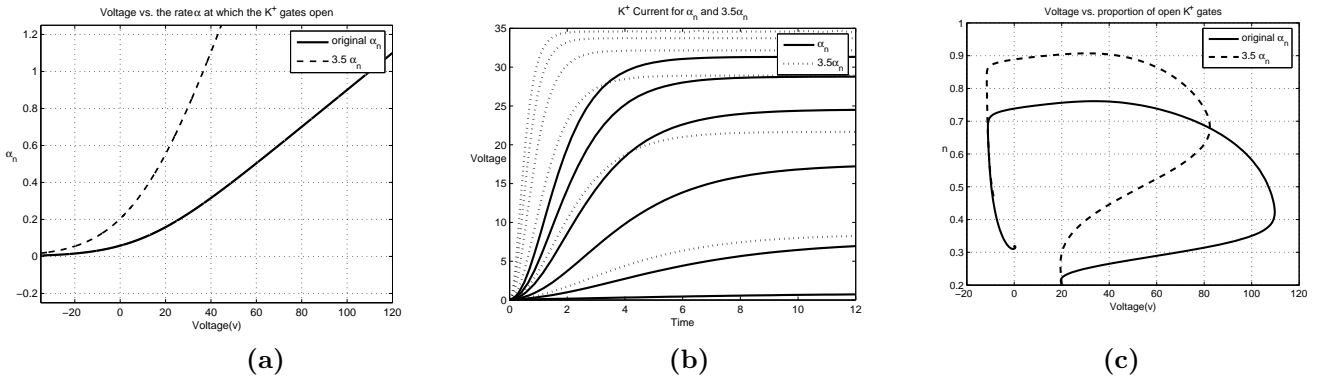 Voltage vs. the rate α at which the K⁺ gates open
original αₙ
3.5 αₙ
1.2
1
0.8
0.6
0.4
0.2
0
−0.2
αₙ
−20 0 20 40 60 80 100 120
Voltage(v)
(a)
K⁺ Current for αₙ and 3.5αₙ
αₙ
3.5αₙ
35
30
25
20
15
10
5
0
Voltage
0 2 4 6 8 10 12
Time
(b)
Voltage vs. proportion of open K⁺ gates
original αₙ
3.5 αₙ
1
0.9
0.8
0.7
0.6
0.5
0.4
0.3
0.2
n
−20 0 20 40 60 80 100 120
Voltage(v)
(c)